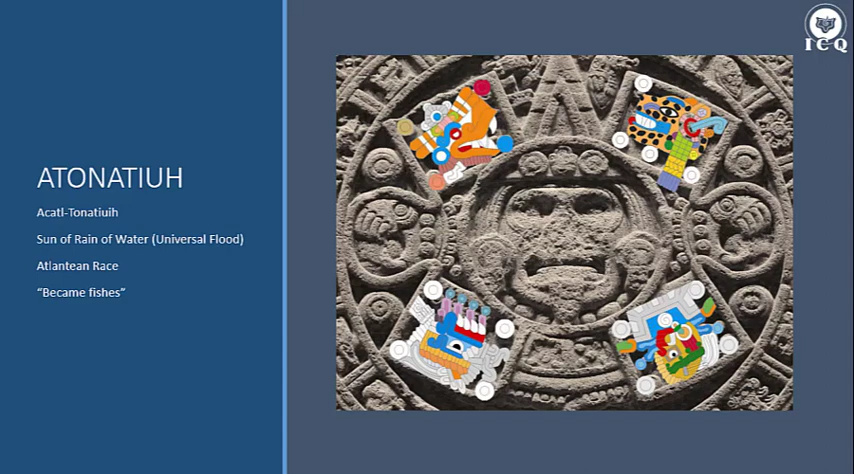 ICQ
ATONATIUH
Acatl-Tonatiuih
Sun of Rain of Water (Universal Flood)
Atlantean Race
“Became fishes”